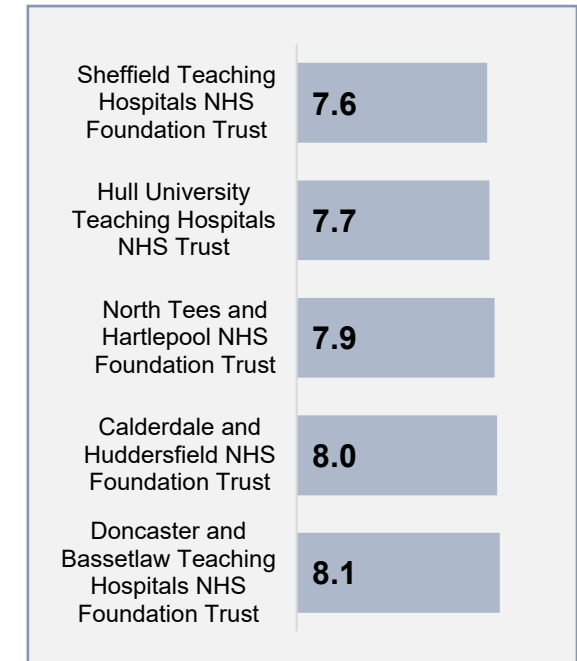 Sheffield Teaching
Hospitals NHS
Foundation Trust
7.6
Hull University
Teaching Hospitals
NHS Trust
7.7
North Tees and
Hartlepool NHS
Foundation Trust
7.9
Calderdale and
Huddersfield NHS
Foundation Trust
8.0
Doncaster and
Bassetlaw Teaching
Hospitals NHS
Foundation Trust
8.1